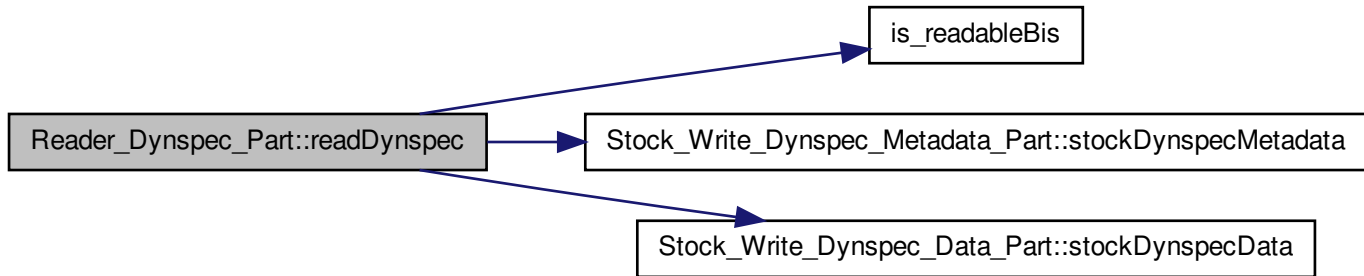 is_readableBis
Reader_Dynspec_Part::readDynspec
Stock_Write_Dynspec_Metadata_Part::stockDynspecMetadata
Stock_Write_Dynspec_Data_Part::stockDynspecData